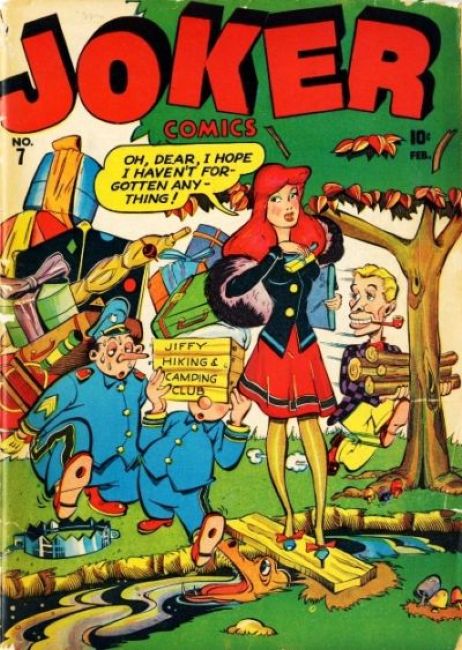 JOKER
COMICS
NO.
7
10¢
FEB.
OH, DEAR, I HOPE
I HAVEN'T FOR-
GOTTEN ANY-
THING!
JIFFY
HIKING &
CAMPING
CLUB